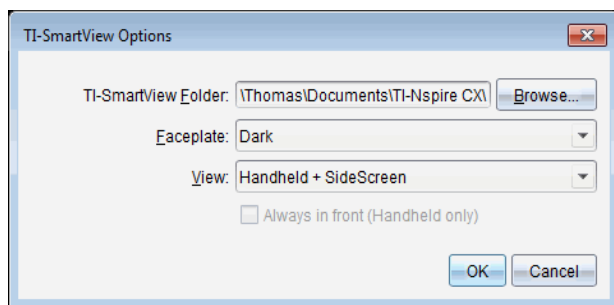 TI-SmartView Options
TI-SmartView Folder: \Thomas\Documents\TI-Nspire CX\ Browse...
Faceplate: Dark
View: Handheld + SideScreen
Always in front (Handheld only)
OK Cancel